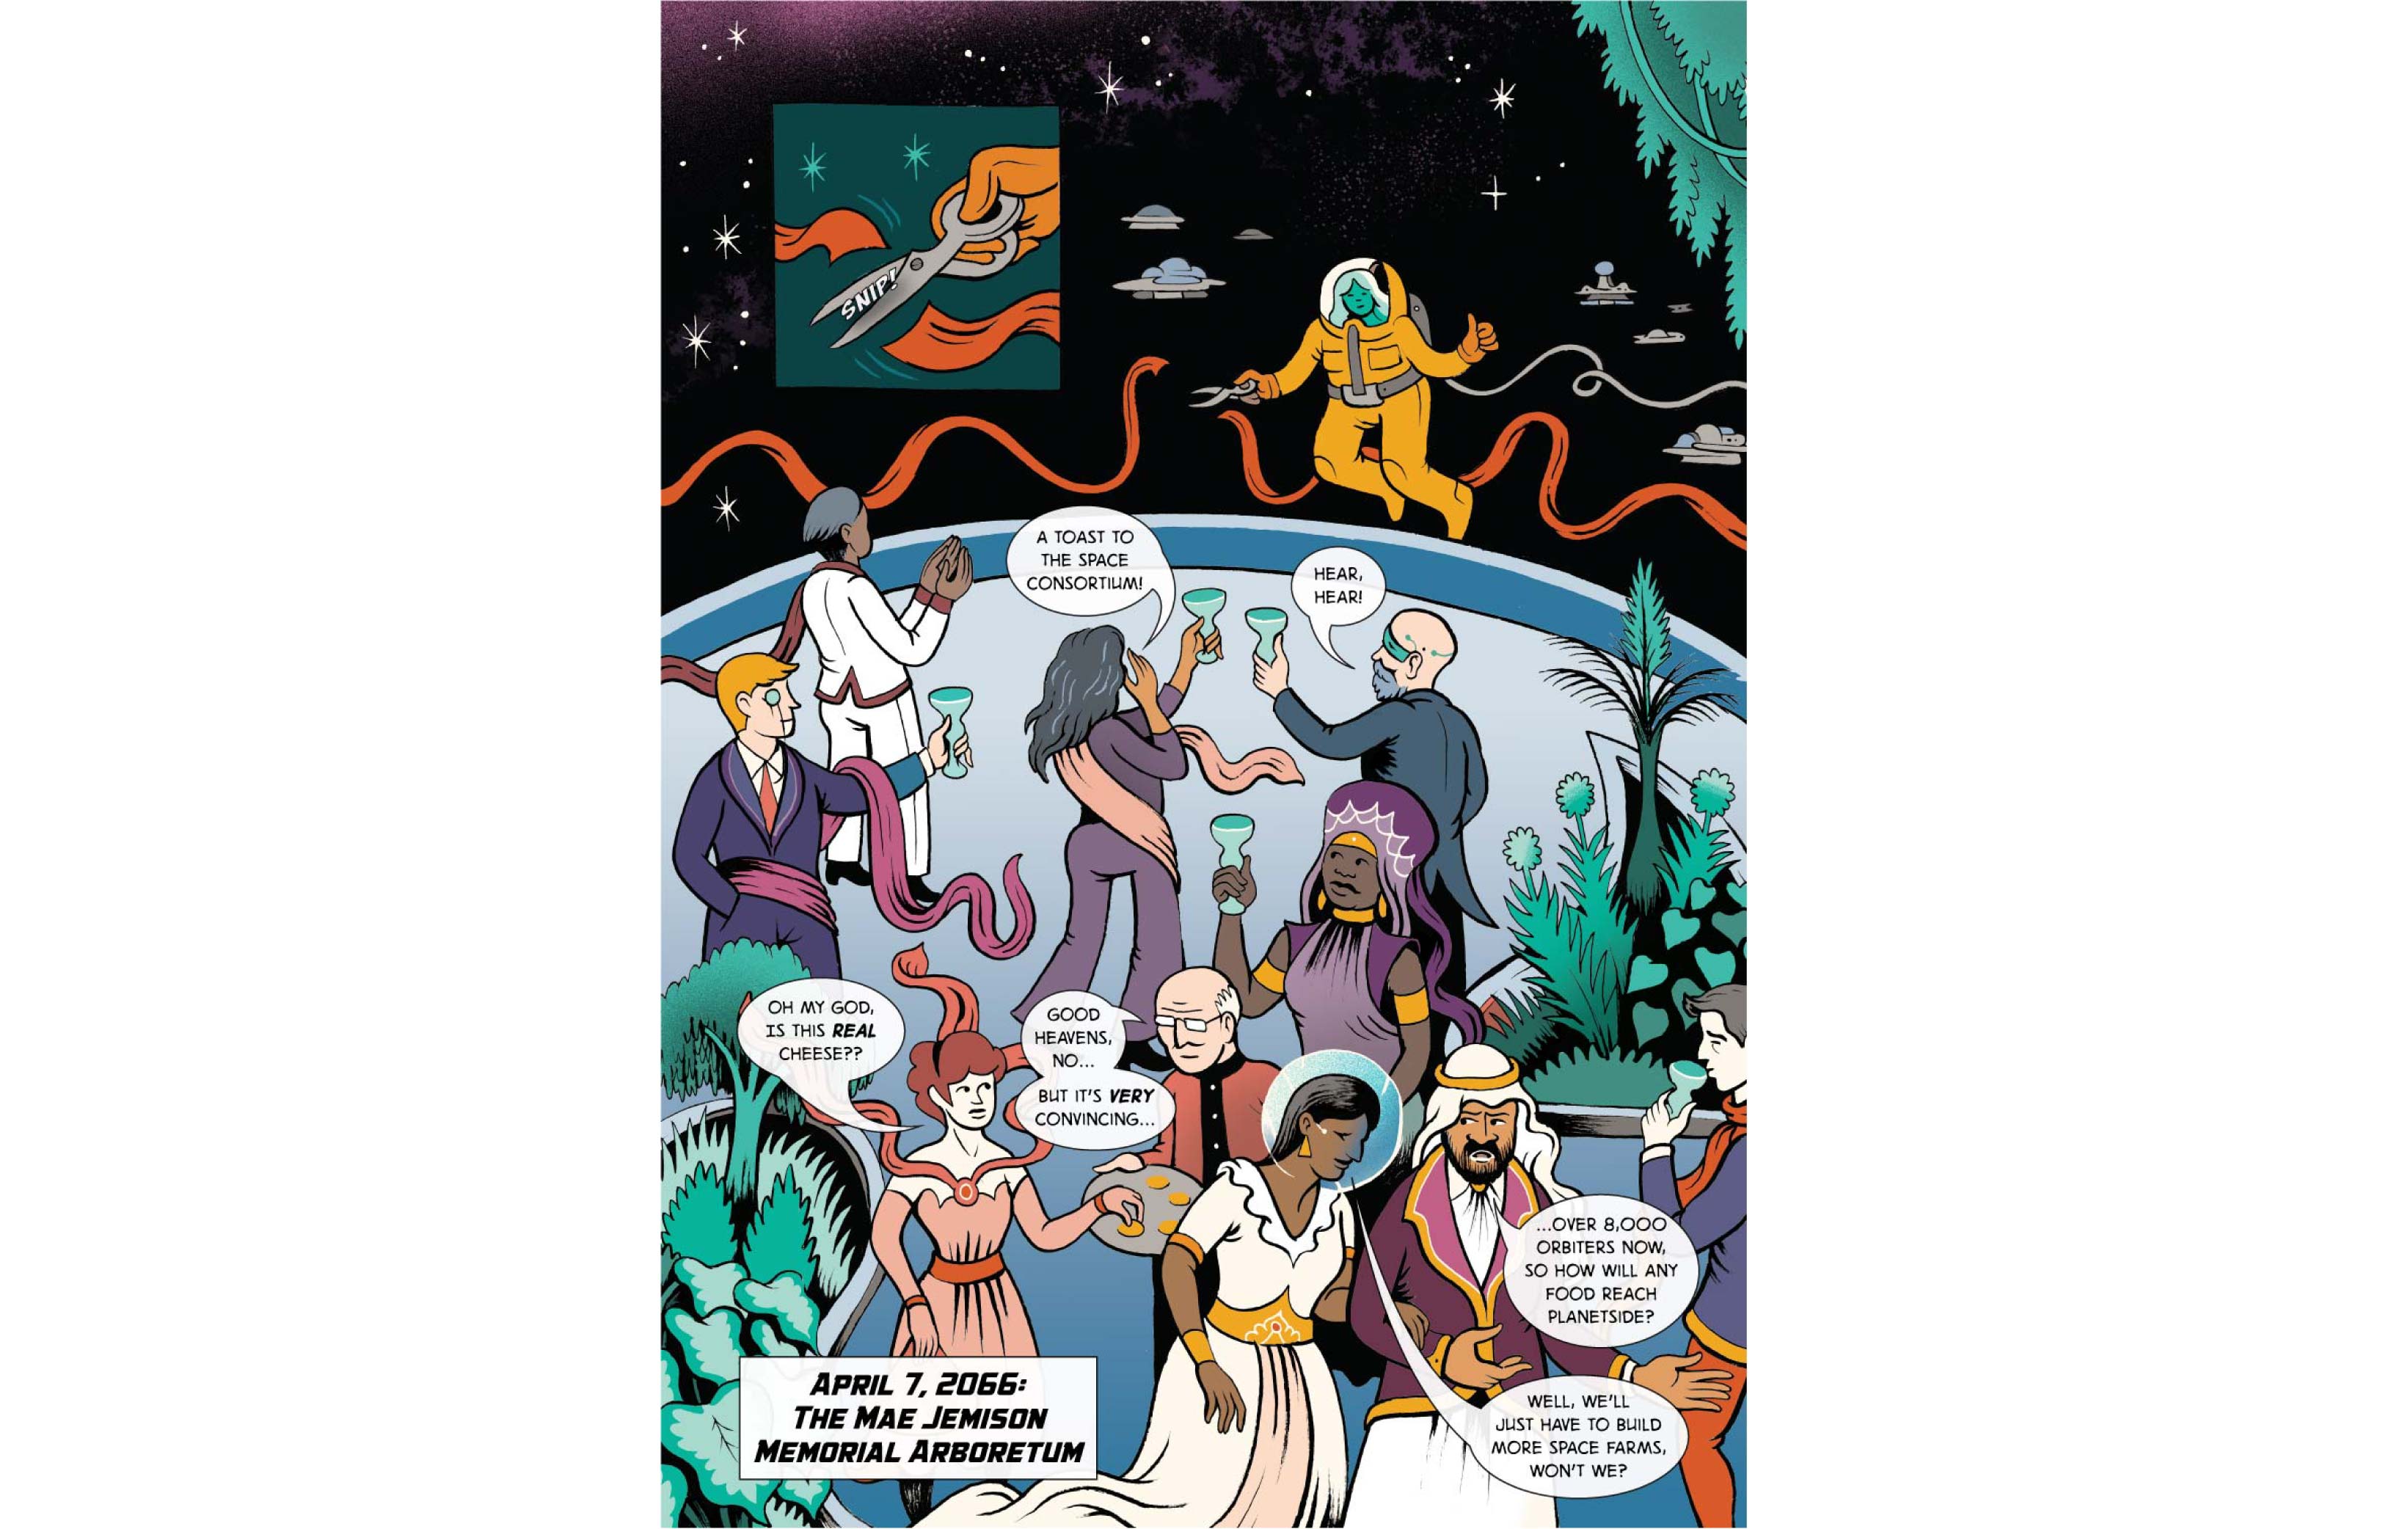 SNIP!
A TOAST TO
THE SPACE
CONSORTIUM!
HEAR,
HEAR!
OH MY GOD,
IS THIS REAL
CHEESE??
GOOD
HEAVENS,
NO...
BUT IT'S VERY
CONVINCING...
...OVER 8,000
ORBITERS NOW,
SO HOW WILL ANY
FOOD REACH
PLANETSIDE?
WELL, WE'LL
JUST HAVE TO BUILD
MORE SPACE FARMS,
WON'T WE?
APRIL 7, 2066:
THE MAE JEMISON
MEMORIAL ARBORETUM